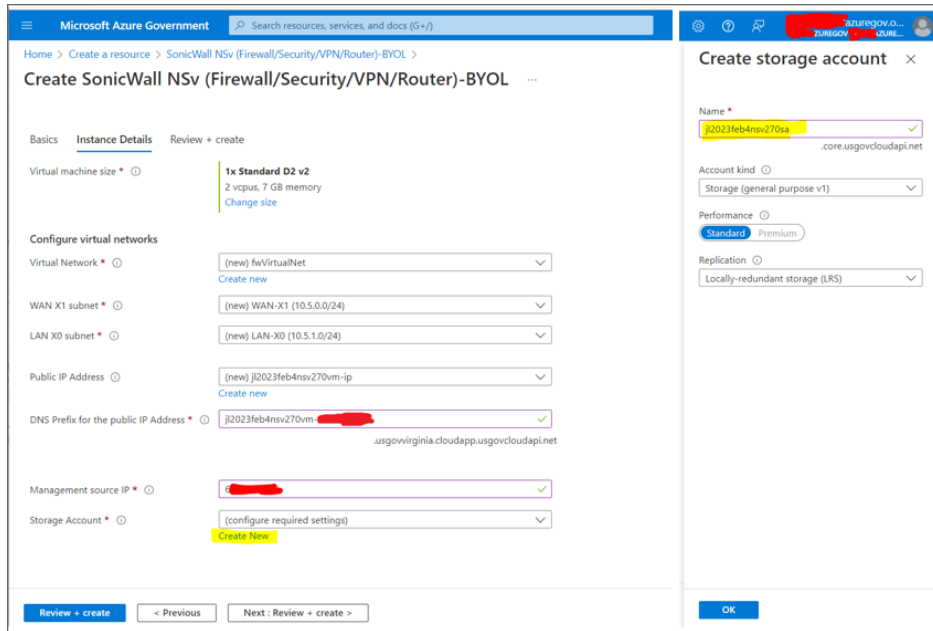 Microsoft Azure Government
Search resources, services, and docs (G+/)
azuregov.o...
Home > Create a resource > SonicWall NSv (Firewall/Security/VPN/Router)-BYOL >
Create SonicWall NSv (Firewall/Security/VPN/Router)-BYOL ...
Basics Instance Details Review + create
Virtual machine size *
1x Standard D2 v2
2 vcpus, 7 GB memory
Change size
Configure virtual networks
Virtual Network *
(new) fwVirtualNet
Create new
WAN X1 subnet *
(new) WAN-X1 (10.5.0.0/24)
LAN X0 subnet *
(new) LAN-X0 (10.5.1.0/24)
Public IP Address
(new) jl2023feb4nsv270vm-ip
Create new
DNS Prefix for the public IP Address *
jl2023feb4nsv270vm-
.usgovvirginia.cloudapp.usgovcloudapi.net
Management source IP *
6
Storage Account *
(configure required settings)
Create New
Review + create
< Previous
Next : Review + create >
Create storage account
Name *
jl2023feb4nsv270sa
.core.usgovcloudapi.net
Account kind
Storage (general purpose v1)
Performance
Standard Premium
Replication
Locally-redundant storage (LRS)
OK